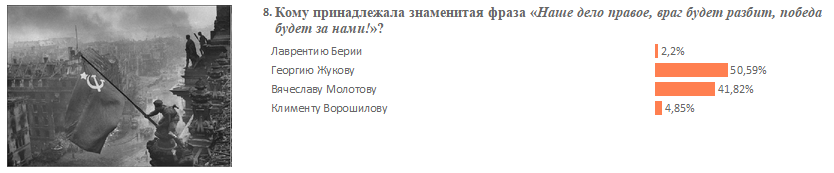 8. Кому принадлежала знаменитая фраза «Наше дело правое, враг будет разбит, победа
будет за нами!»?
Лаврентию Берии 2,2%
Георгию Жукову 50,59%
Вячеславу Молотову 41,82%
Клименту Ворошилову 4,85%